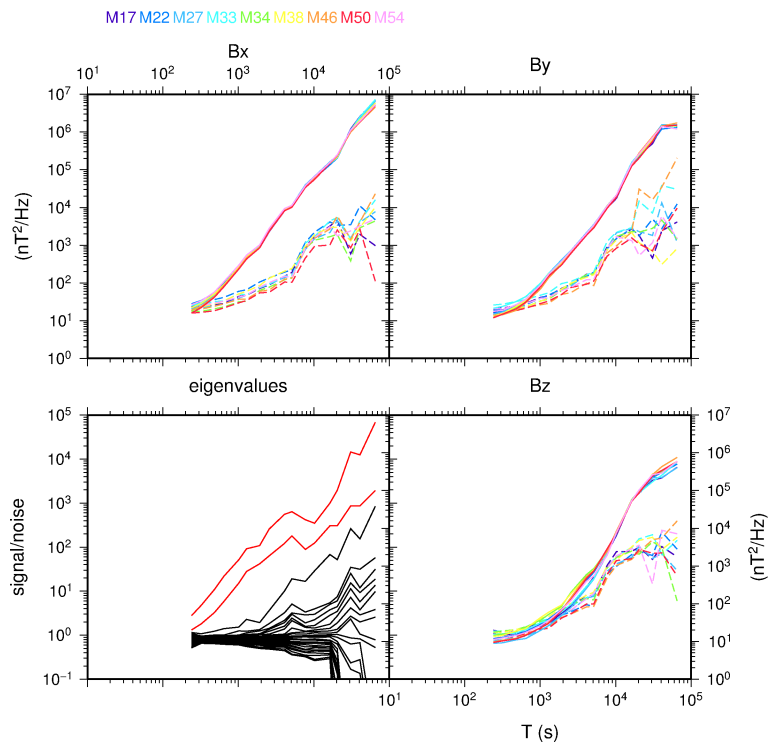 M17 M22 M27 M33 M34 M38 M46 M50 M54
Bx
By
10¹ 10³ 10⁴ 10⁵
10⁷
10⁶
10⁵
10⁴
10³
10²
10¹
10⁰
(nT²/Hz)
eigenvalues
Bz
10⁵
10⁴
10³
10²
10¹
10⁰
10⁻¹
signal/noise
10⁷
10⁶
10⁵
10⁴
10³
10²
10¹
10⁰
(nT²/Hz)
10¹ 10² 10³ 10⁴ 10⁵
T (s)